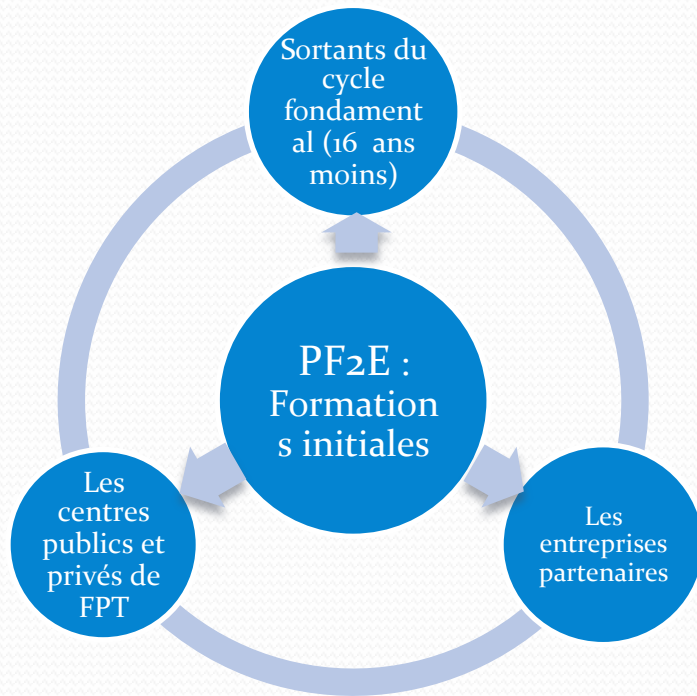 Sortants du
cycle
fondament
al (16 ans
moins)
PF2E :
Formation
s initiales
Les
centres
publics et
privés de
FPT
Les
entreprises
partenaires